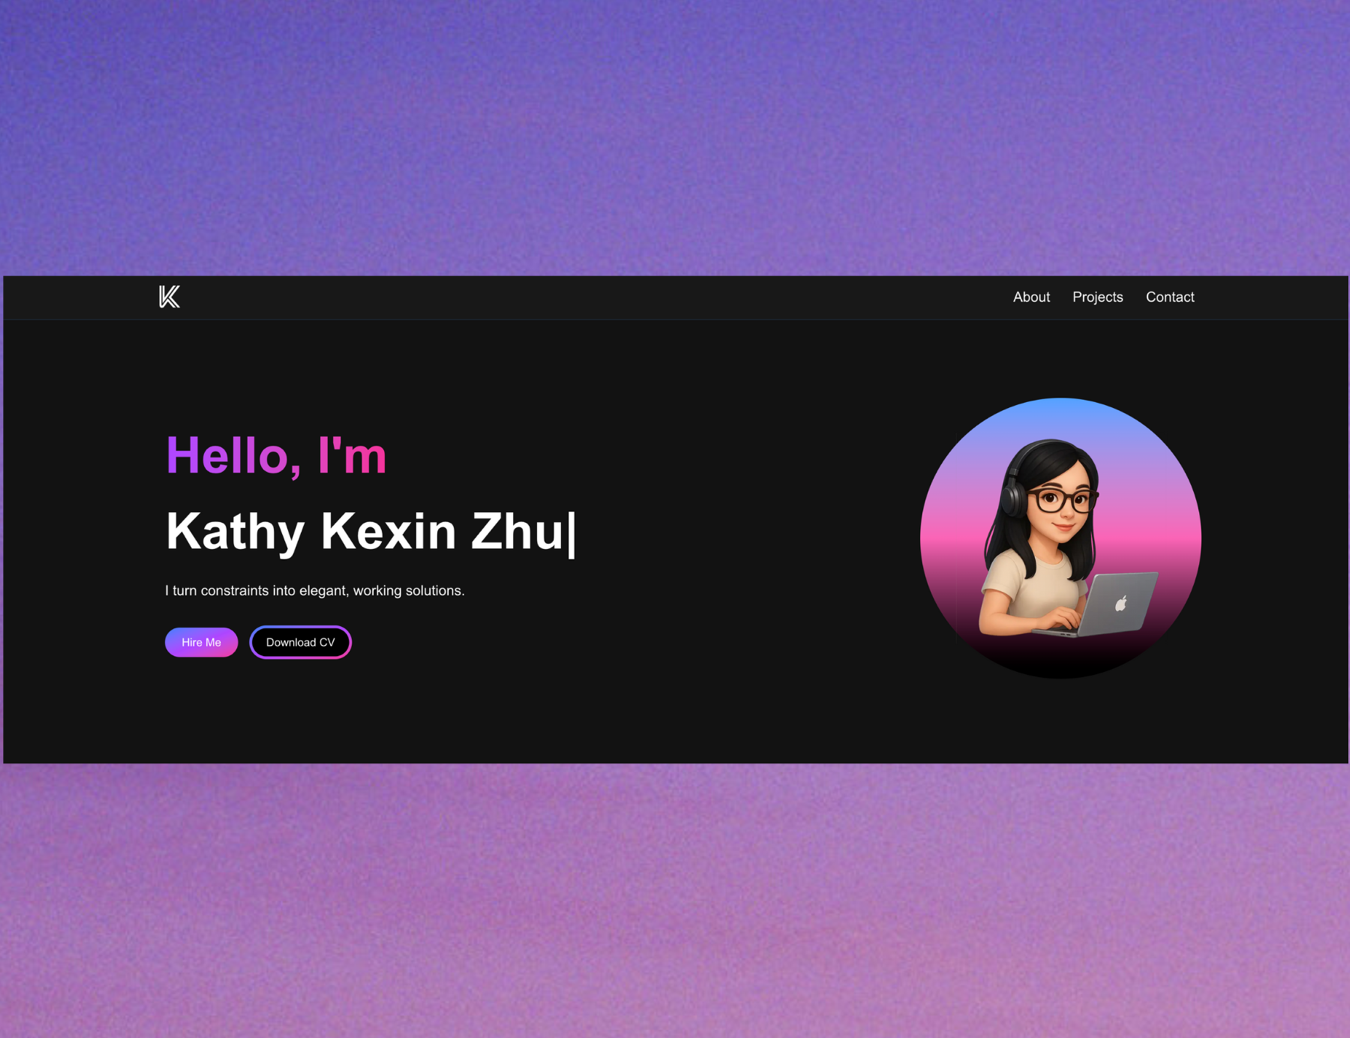 K
About Projects Contact
Hello, I'm
Kathy Kexin Zhu|
I turn constraints into elegant, working solutions.
Hire Me Download CV